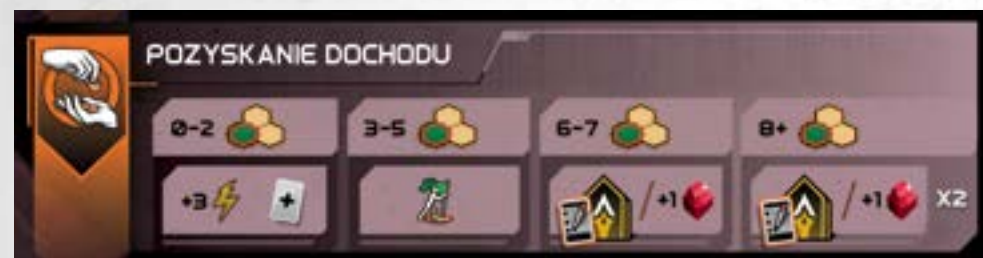 POZYSKANIE DOCHODU
0-2 3-5 6-7 8+
+3 + / +1 / +1 X2